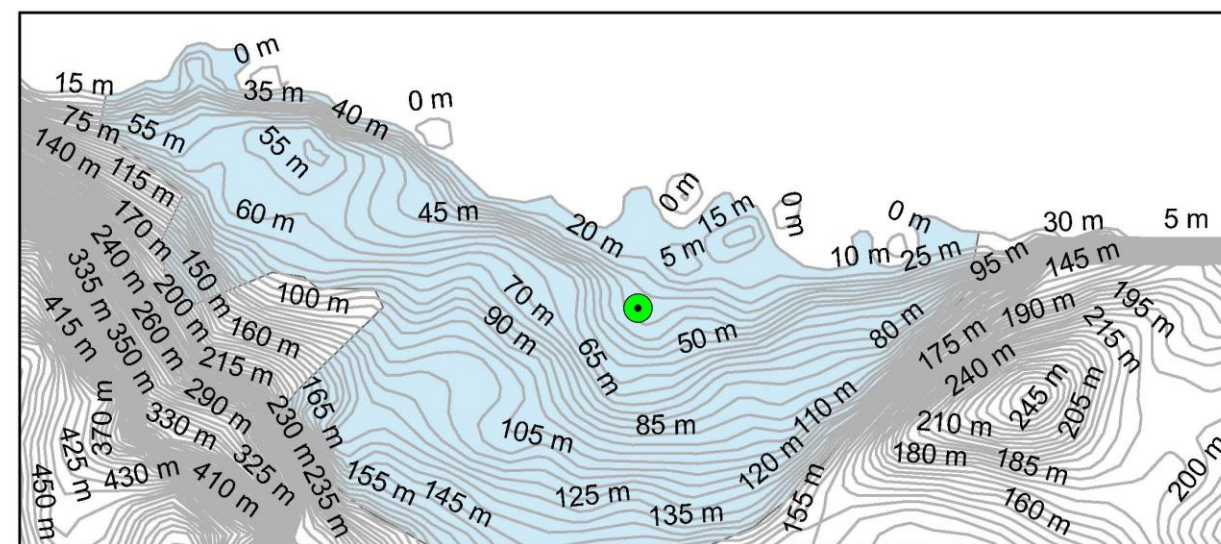 0 m
15 m
35 m
0 m
40 m
75 m
55 m
55 m
140 m
115 m
0 m
15 m
0 m
60 m
45 m
20 m
0 m
30 m
5 m
170 m
5 m
10 m
25 m
95 m
145 m
240 m
335 m
150 m
200 m
100 m
70 m
195 m
190 m
215 m
415 m
350 m
260 m
160 m
90 m
50 m
80 m
175 m
215 m
65 m
240 m
290 m
165 m
245 m
205 m
370 m
330 m
230 m
105 m
85 m
110 m
210 m
425 m
325 m
120 m
180 m
185 m
200 m
450 m
430 m
410 m
235 m
155 m
145 m
125 m
135 m
155 m
160 m